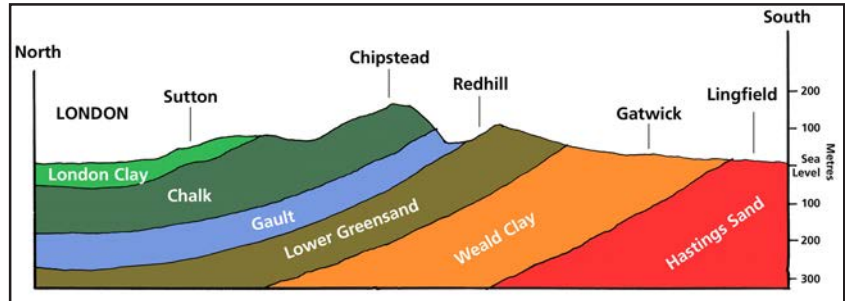 North
South
Chipstead
Redhill
Sutton
LONDON
Gatwick
Lingfield
200
100
Sea
Level
Metres
100
200
300
London Clay
Chalk
Gault
Lower Greensand
Weald Clay
Hastings Sand